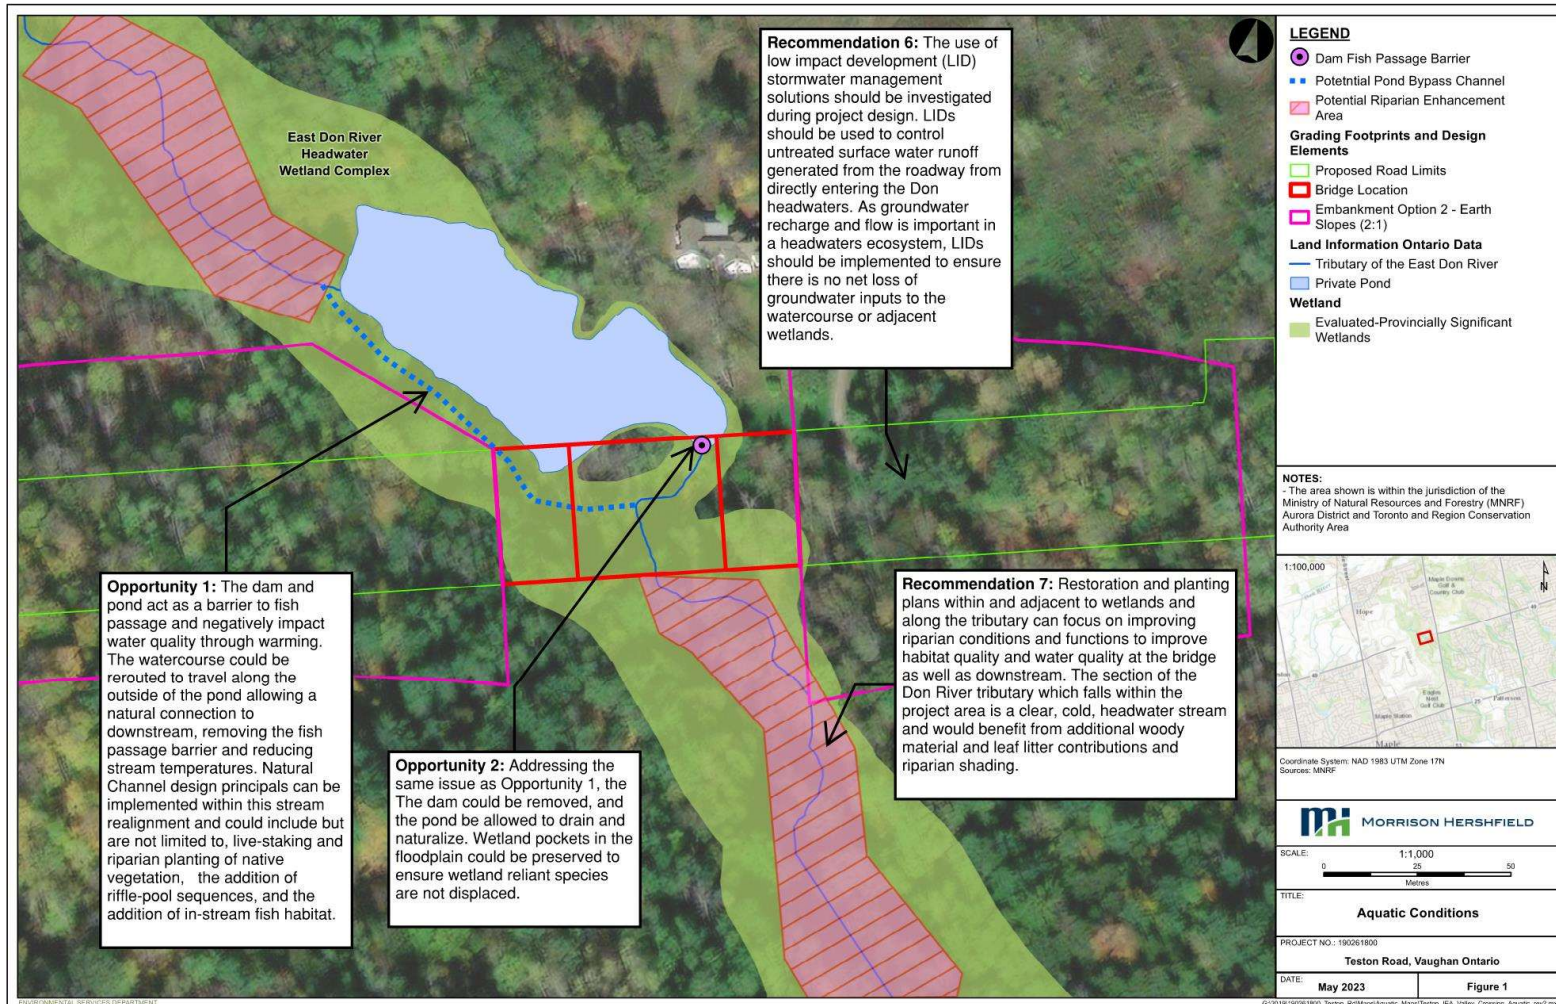 East Don River
Headwater
Wetland Complex
Recommendation 6: The use of
low impact development (LID)
stormwater management
solutions should be investigated
during project design. LIDs
should be used to control
untreated surface water runoff
generated from the roadway from
directly entering the Don
headwaters. As groundwater
recharge and flow is important in
a headwaters ecosystem, LIDs
should be implemented to ensure
there is no net loss of
groundwater inputs to the
watercourse or adjacent
wetlands.
Opportunity 1: The dam and
pond act as a barrier to fish
passage and negatively impact
water quality through warming.
The watercourse could be
rerouted to travel along the
outside of the pond allowing a
natural connection to
downstream, removing the fish
passage barrier and reducing
stream temperatures. Natural
Channel design principals can be
implemented within this stream
realignment and could include but
are not limited to, live-staking and
riparian planting of native
vegetation, the addition of
riffle-pool sequences, and the
addition of in-stream fish habitat.
Opportunity 2: Addressing the
same issue as Opportunity 1, the
The dam could be removed, and
the pond be allowed to drain and
naturalize. Wetland pockets in the
floodplain could be preserved to
ensure wetland reliant species
are not displaced.
Recommendation 7: Restoration and planting
plans within and adjacent to wetlands and
along the tributary can focus on improving
riparian conditions and functions to improve
habitat quality and water quality at the bridge
as well as downstream. The section of the
Don River tributary which falls within the
project area is a clear, cold, headwater stream
and would benefit from additional woody
material and leaf litter contributions and
riparian shading.
ENVIRONMENTAL SERVICES DEPARTMENT
LEGEND
Dam Fish Passage Barrier
Potetntial Pond Bypass Channel
Potential Riparian Enhancement
Area
Grading Footprints and Design
Elements
Proposed Road Limits
Bridge Location
Embankment Option 2 - Earth
Slopes (2:1)
Land Information Ontario Data
Tributary of the East Don River
Private Pond
Wetland
Evaluated-Provincially Significant
Wetlands
NOTES:
- The area shown is within the jurisdiction of the
Ministry of Natural Resources and Forestry (MNRF)
Aurora District and Toronto and Region Conservation
Authority Area
1:100,000
N
Maple Downs
Golf &
Country Club
Hope
Eagles
Nest
Golf Club
Patterson
Maple Station
Maple
Coordinate System: NAD 1983 UTM Zone 17N
Sources: MNRF
MH MORRISON HERSHFIELD
SCALE:
1:1,000
0 25 50
Metres
TITLE:
Aquatic Conditions
PROJECT NO.: 190261800
Teston Road, Vaughan Ontario
DATE:
May 2023
Figure 1